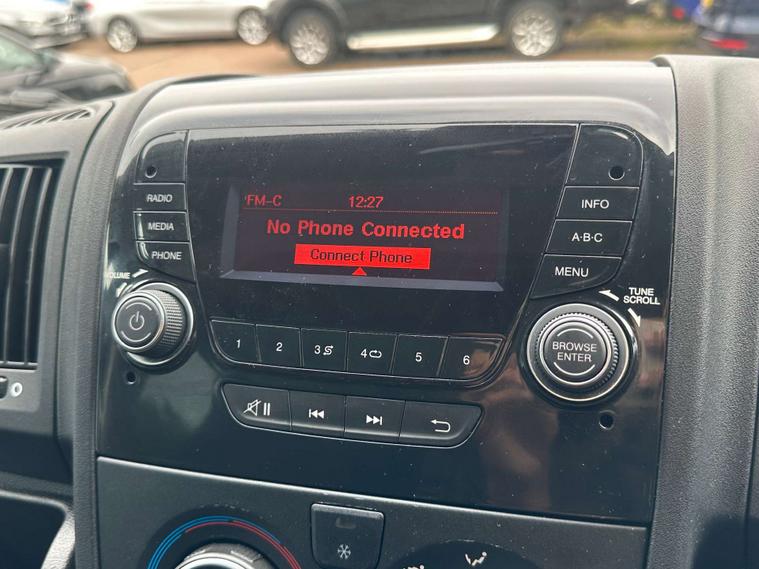 FM-C 12:27
No Phone Connected
Connect Phone
RADIO
MEDIA
PHONE
VOLUME
INFO
A·B·C
MENU
TUNE
SCROLL
BROWSE
ENTER
1 2 3 4 5 6